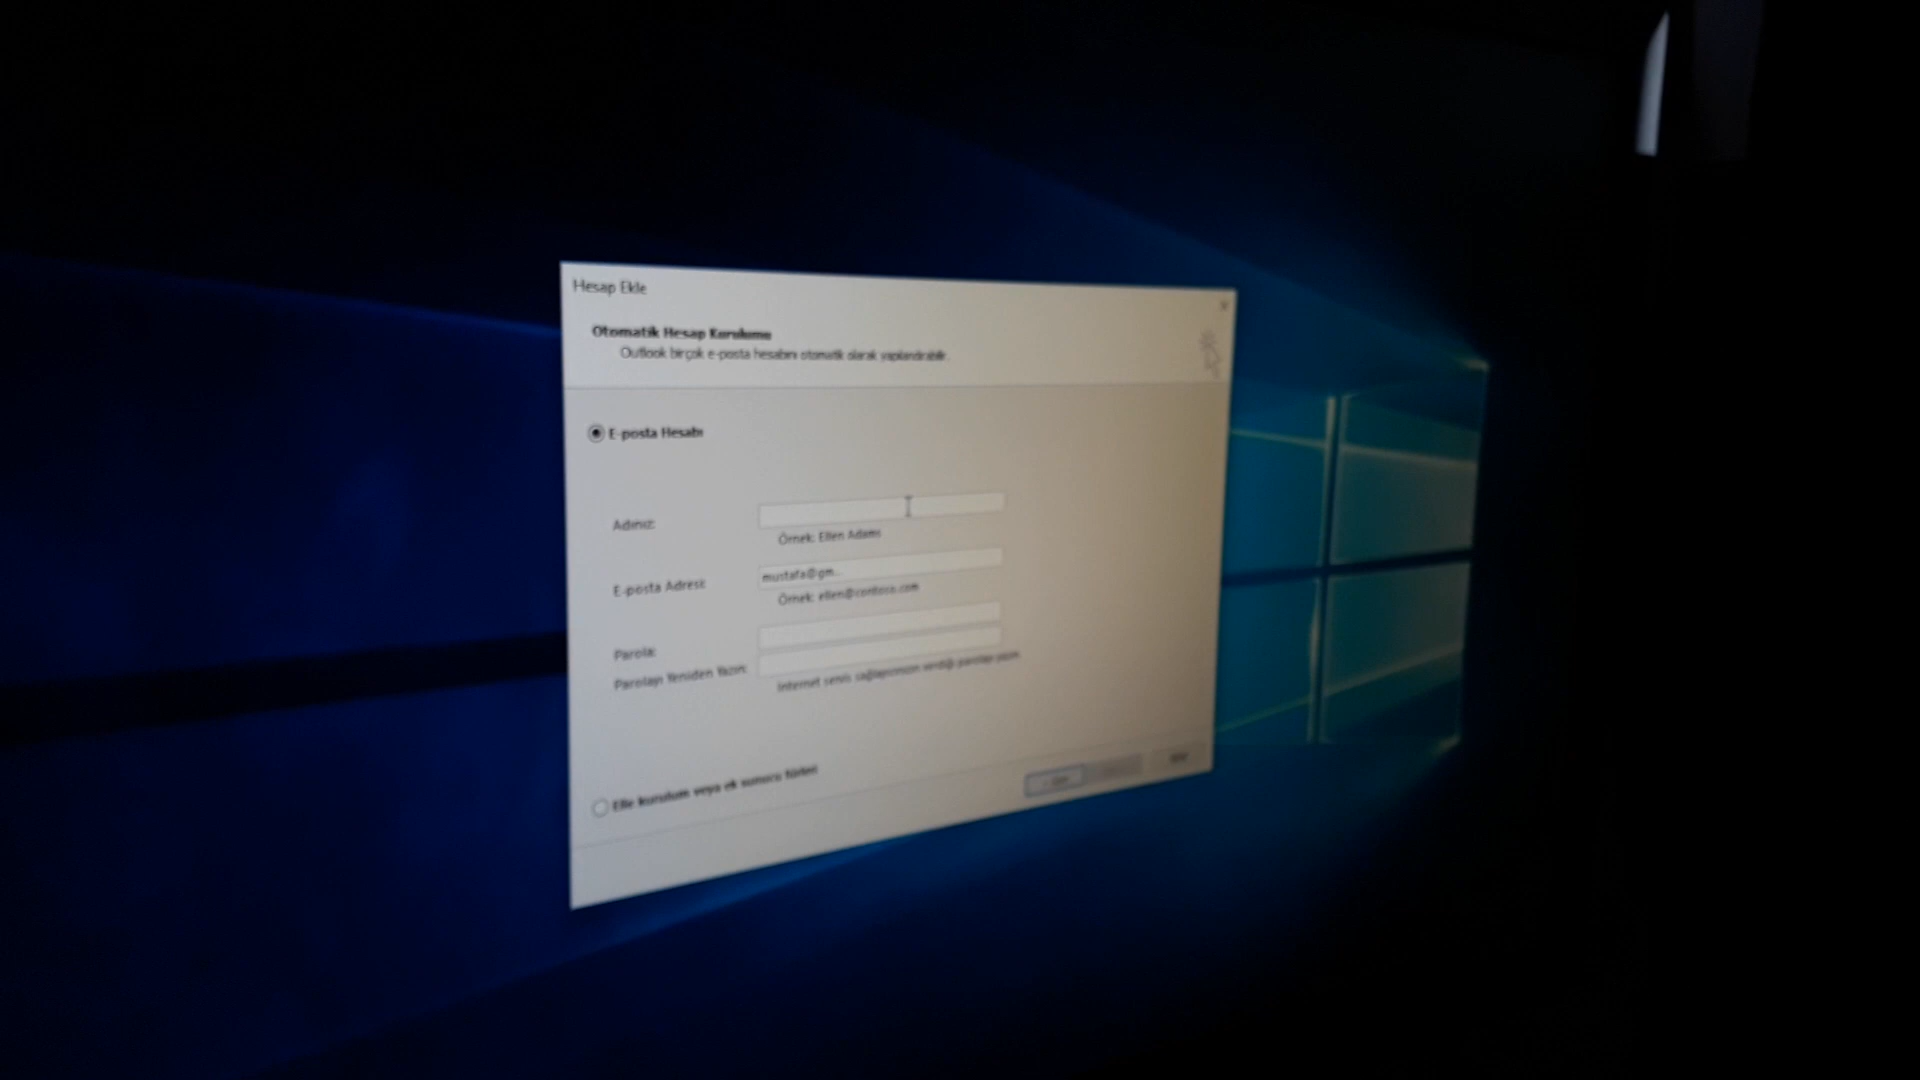 Hesap Ekle
Otomatik Hesap Kurulumu
Outlook birçok e-posta hesabını otomatik olarak yapılandırabilir.
E-posta Hesabı
Adınız:
Örnek: Ellen Adams
E-posta Adresi:
mustafa@gm...
Örnek: ellen@contoso.com
Parola:
Parolayı Yeniden Yazın:
Internet servis sağlayıcınızın verdiği parolayı yazın.
Elle kurulum veya ek sunucu türleri